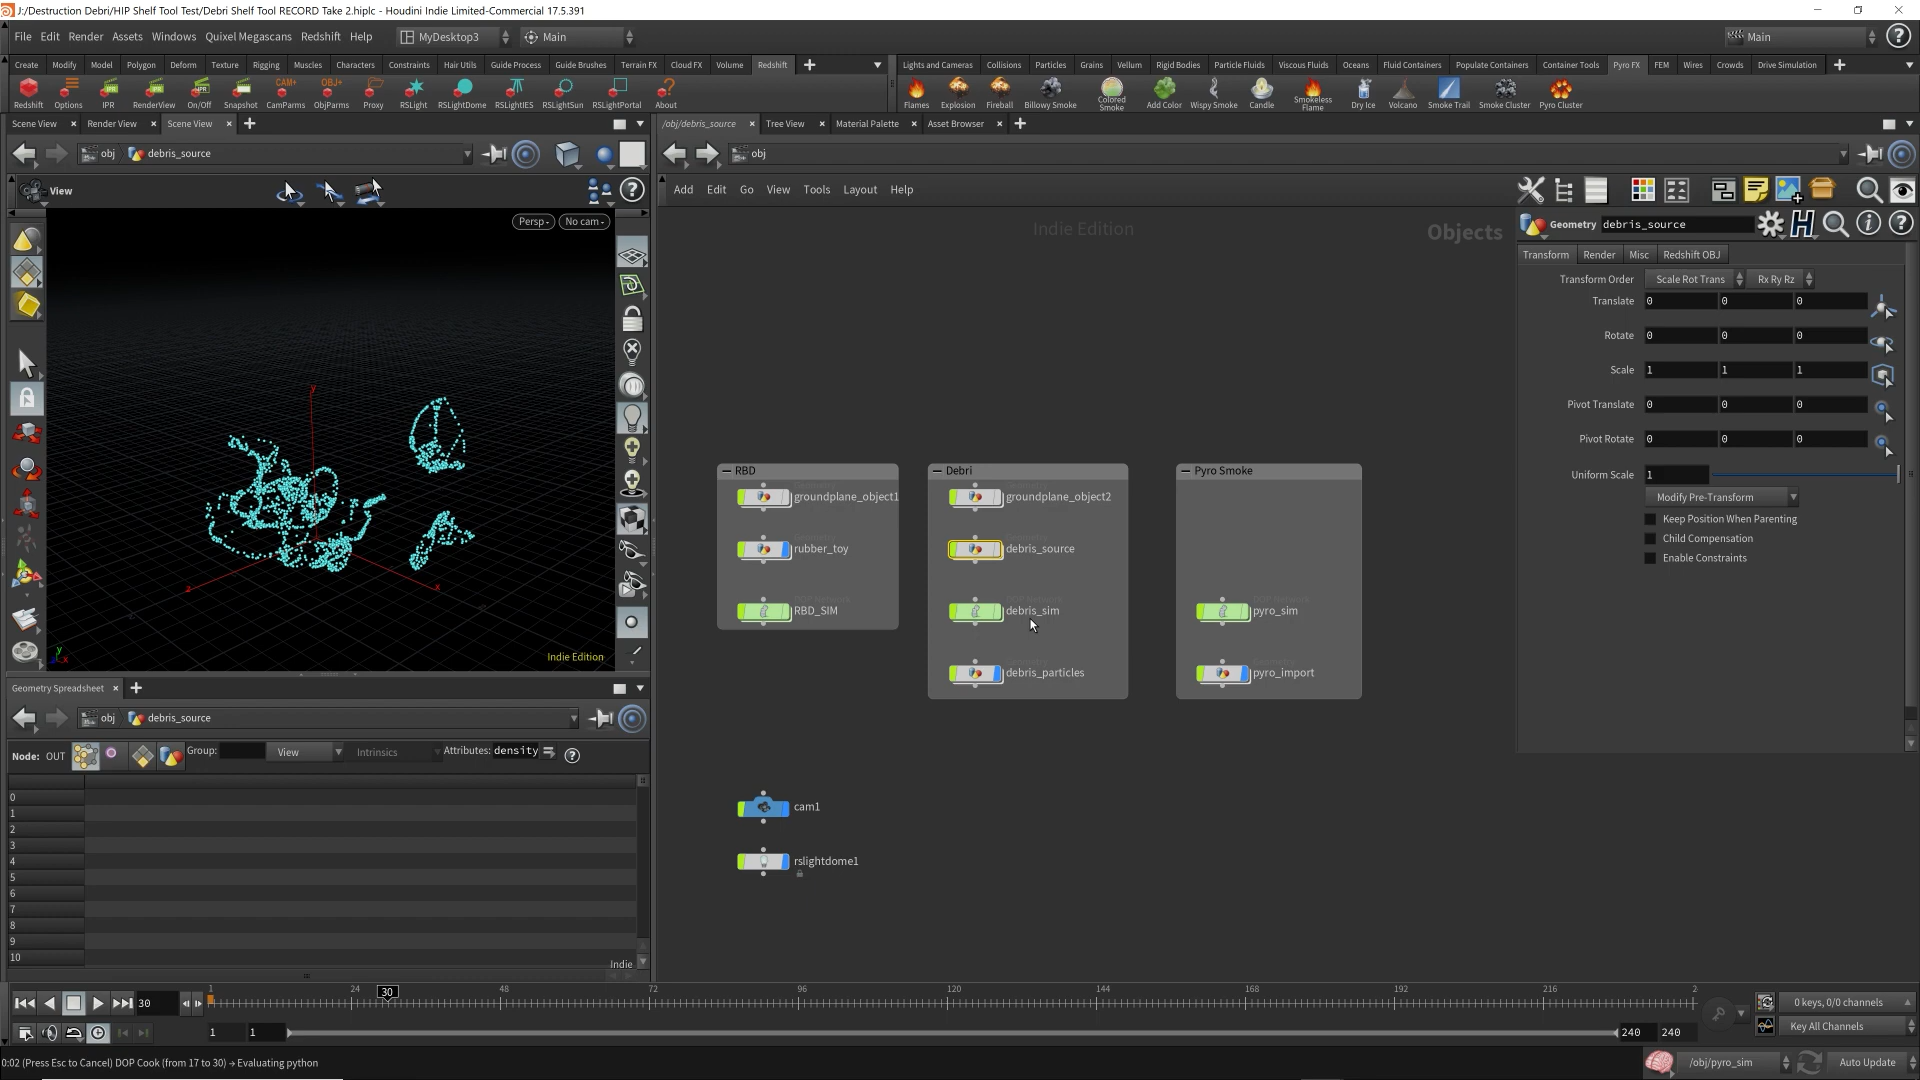 J:/Destruction Debri/HIP Shelf Tool Test/Debri Shelf Tool RECORD Take 2.hiplc - Houdini Indie Limited-Commercial 17.5.391
File Edit Render Assets Windows Quixel Megascans Redshift Help MyDesktop3 Main Main
Create Modify Model Polygon Deform Texture Rigging Muscles Characters Constraints Hair Utils Guide Process Guide Brushes Terrain FX Cloud FX Volume Redshift
Lights and Cameras Collisions Particles Grains Vellum Rigid Bodies Particle Fluids Viscous Fluids Oceans Fluid Containers Populate Containers Container Tools Pyro FX FEM Wires Crowds Drive Simulation
CAM+ OBJ+
Redshift Options IPR RenderView On/Off Snapshot CamParms ObjParms Proxy RSLight RSLightDome RSLightIES RSLightSun RSLightPortal About
Flames Explosion Fireball Billowy Smoke Colored Smoke Add Color Wispy Smoke Candle Smokeless Flame Dry Ice Volcano Smoke Trail Smoke Cluster Pyro Cluster
Scene View Render View Scene View
/obj/debris_source Tree View Material Palette Asset Browser
obj debris_source
obj
View
Add Edit Go View Tools Layout Help
Persp No cam
Indie Edition
Objects
Geometry debris_source
Transform Render Misc Redshift OBJ
Transform Order Scale Rot Trans Rx Ry Rz
Translate 0 0 0
Rotate 0 0 0
Scale 1 1 1
Pivot Translate 0 0 0
Pivot Rotate 0 0 0
Uniform Scale 1
Modify Pre-Transform
Keep Position When Parenting
Child Compensation
Enable Constraints
y
z
x
Indie Edition
RBD
groundplane_object1
rubber_toy
RBD_SIM
Debri
groundplane_object2
debris_source
debris_sim
debris_particles
Pyro Smoke
pyro_sim
pyro_import
cam1
rslightdome1
Geometry Spreadsheet
obj debris_source
Node: OUT Group: View Intrinsics Attributes: density
0
1
2
3
4
5
6
7
8
9
10
Indie
30 1 24 30 48 72 96 120 144 168 192 216 2
0 keys, 0/0 channels
1 1 240 240
Key All Channels
0:02 (Press Esc to Cancel) DOP Cook (from 17 to 30) → Evaluating python
/obj/pyro_sim Auto Update